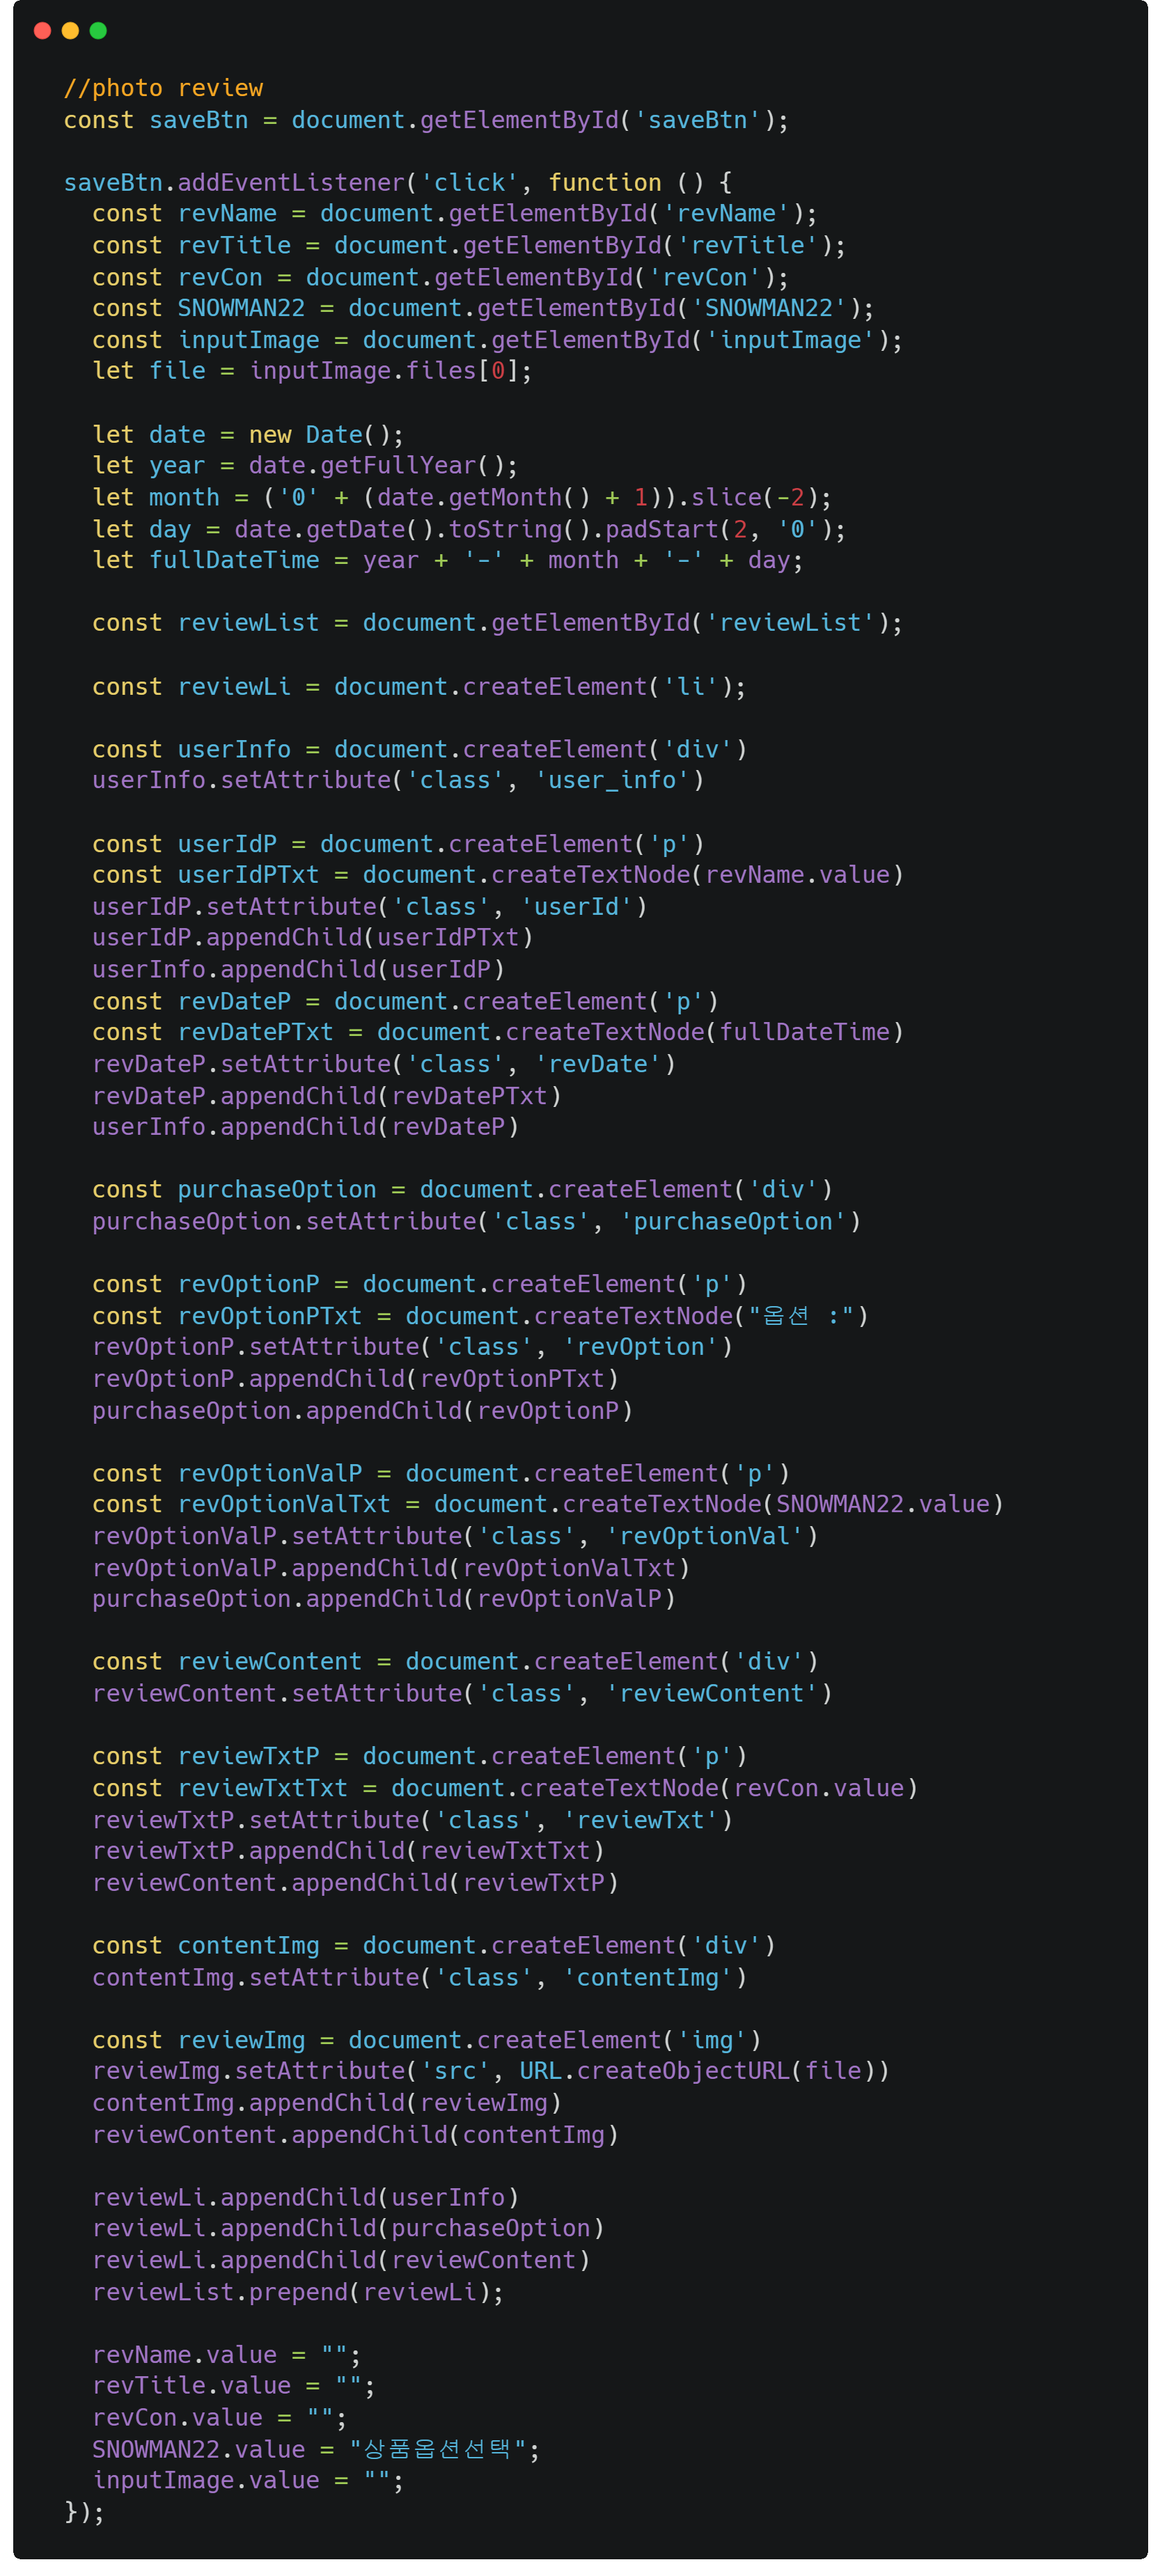 //photo review
const saveBtn = document.getElementById('saveBtn');

saveBtn.addEventListener('click', function () {
  const revName = document.getElementById('revName');
  const revTitle = document.getElementById('revTitle');
  const revCon = document.getElementById('revCon');
  const SNOWMAN22 = document.getElementById('SNOWMAN22');
  const inputImage = document.getElementById('inputImage');
  let file = inputImage.files[0];

  let date = new Date();
  let year = date.getFullYear();
  let month = ('0' + (date.getMonth() + 1)).slice(-2);
  let day = date.getDate().toString().padStart(2, '0');
  let fullDateTime = year + '-' + month + '-' + day;

  const reviewList = document.getElementById('reviewList');

  const reviewLi = document.createElement('li');

  const userInfo = document.createElement('div')
  userInfo.setAttribute('class', 'user_info')

  const userIdP = document.createElement('p')
  const userIdPTxt = document.createTextNode(revName.value)
  userIdP.setAttribute('class', 'userId')
  userIdP.appendChild(userIdPTxt)
  userInfo.appendChild(userIdP)
  const revDateP = document.createElement('p')
  const revDatePTxt = document.createTextNode(fullDateTime)
  revDateP.setAttribute('class', 'revDate')
  revDateP.appendChild(revDatePTxt)
  userInfo.appendChild(revDateP)

  const purchaseOption = document.createElement('div')
  purchaseOption.setAttribute('class', 'purchaseOption')

  const revOptionP = document.createElement('p')
  const revOptionPTxt = document.createTextNode("옵션 :")
  revOptionP.setAttribute('class', 'revOption')
  revOptionP.appendChild(revOptionPTxt)
  purchaseOption.appendChild(revOptionP)

  const revOptionValP = document.createElement('p')
  const revOptionValTxt = document.createTextNode(SNOWMAN22.value)
  revOptionValP.setAttribute('class', 'revOptionVal')
  revOptionValP.appendChild(revOptionValTxt)
  purchaseOption.appendChild(revOptionValP)

  const reviewContent = document.createElement('div')
  reviewContent.setAttribute('class', 'reviewContent')

  const reviewTxtP = document.createElement('p')
  const reviewTxtTxt = document.createTextNode(revCon.value)
  reviewTxtP.setAttribute('class', 'reviewTxt')
  reviewTxtP.appendChild(reviewTxtTxt)
  reviewContent.appendChild(reviewTxtP)

  const contentImg = document.createElement('div')
  contentImg.setAttribute('class', 'contentImg')

  const reviewImg = document.createElement('img')
  reviewImg.setAttribute('src', URL.createObjectURL(file))
  contentImg.appendChild(reviewImg)
  reviewContent.appendChild(contentImg)

  reviewLi.appendChild(userInfo)
  reviewLi.appendChild(purchaseOption)
  reviewLi.appendChild(reviewContent)
  reviewList.prepend(reviewLi);

  revName.value = "";
  revTitle.value = "";
  revCon.value = "";
  SNOWMAN22.value = "상품옵션선택";
  inputImage.value = "";
});